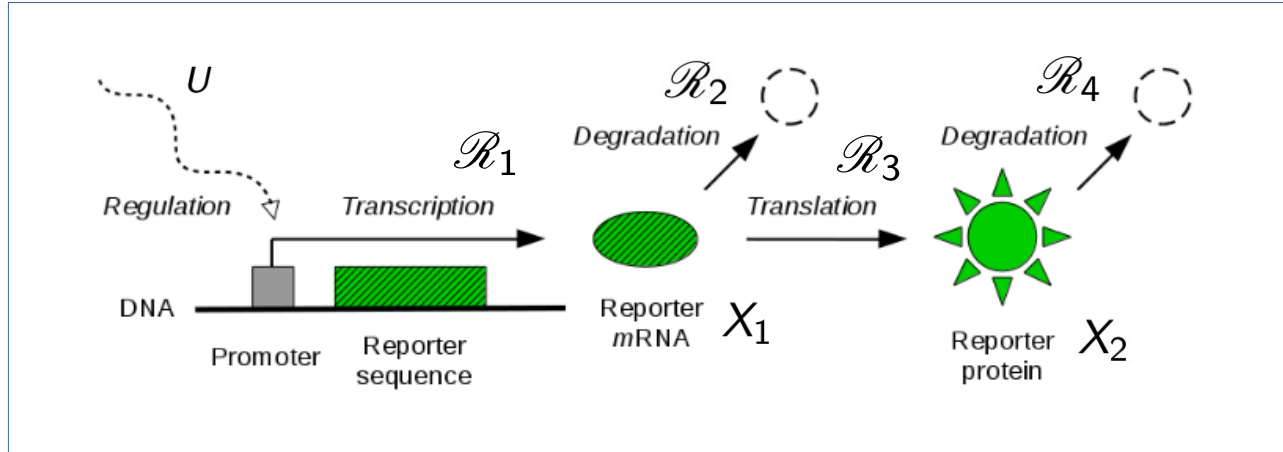 U
ℛ1
ℛ2
ℛ3
ℛ4
Regulation
Transcription
Degradation
Translation
Degradation
DNA
Promoter
Reporter
sequence
Reporter
mRNA
X1
Reporter
protein
X2